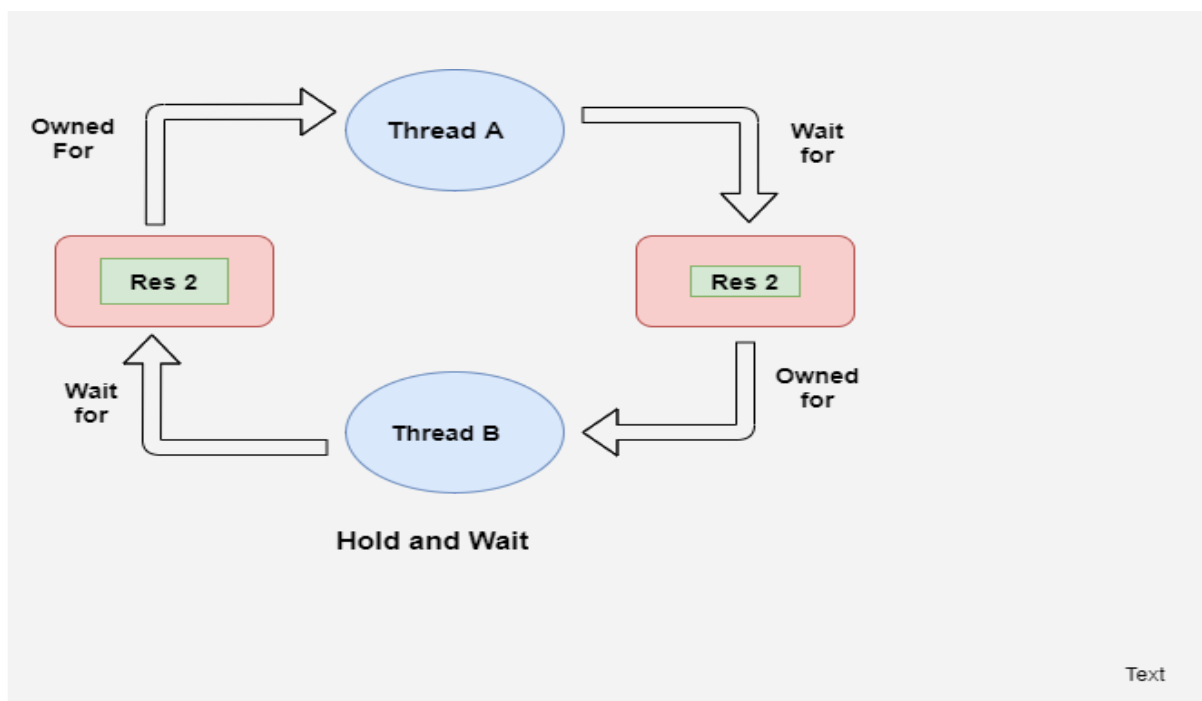 Owned
For
Thread A
Wait
for
Res 2
Res 2
Wait
for
Thread B
Owned
for
Hold and Wait
Text